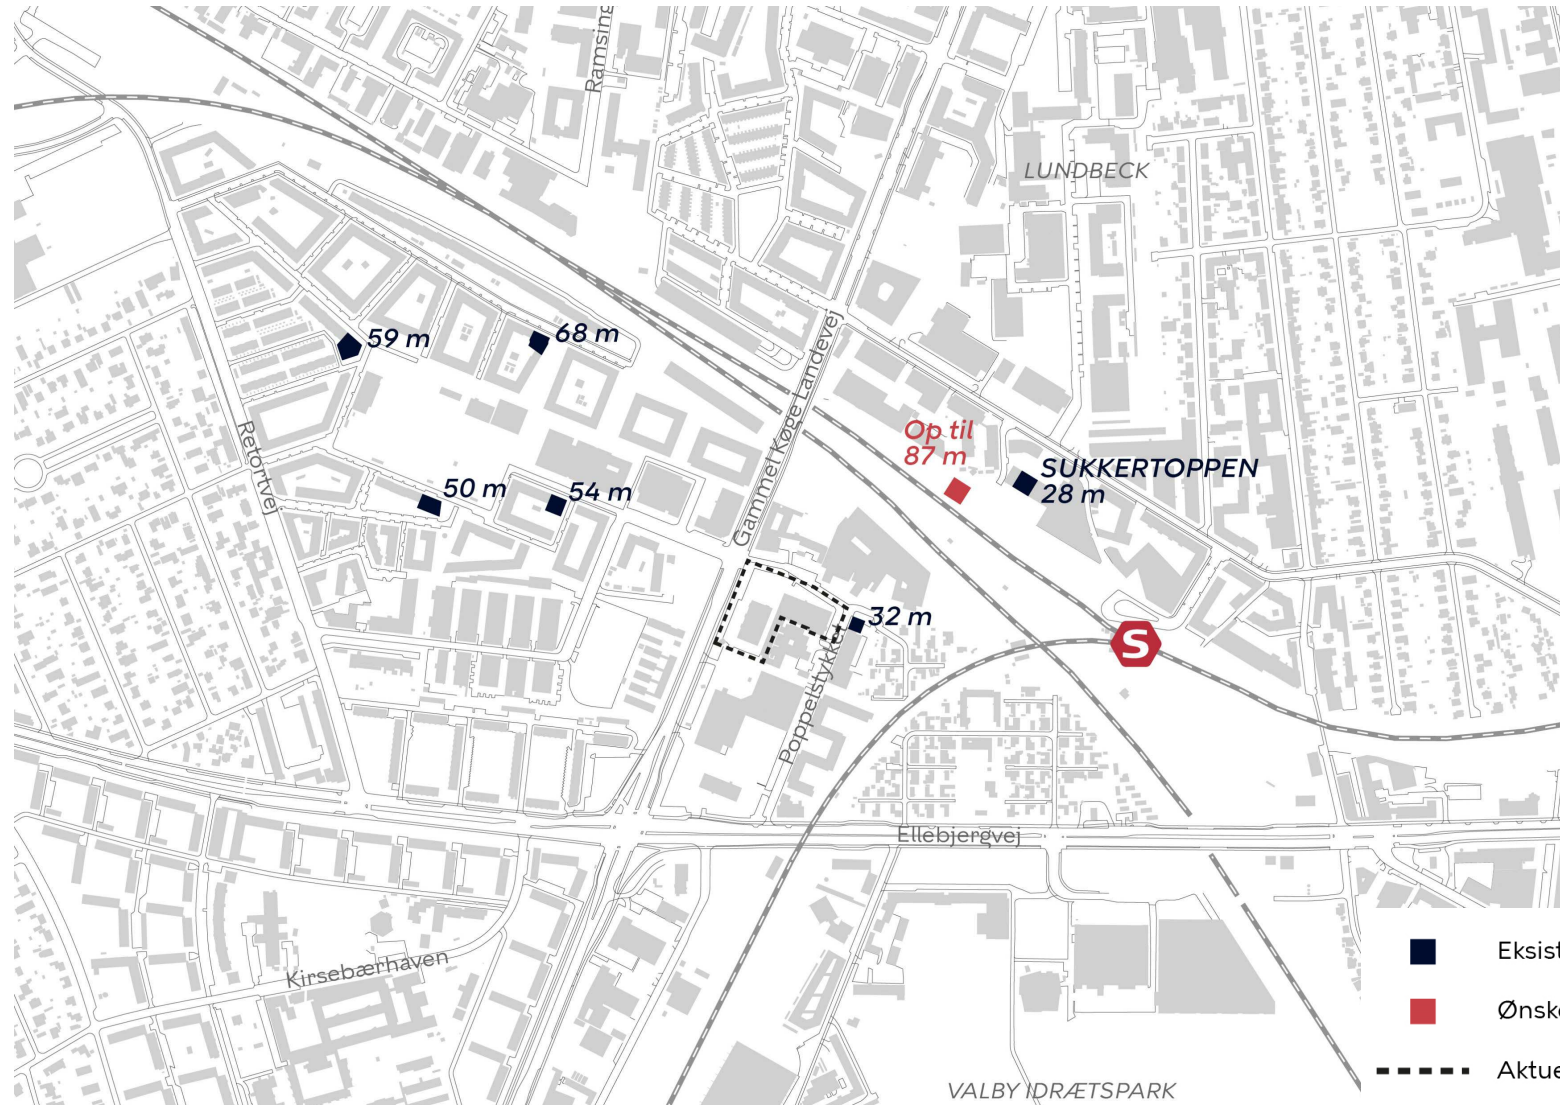 Ramsing
LUNDBECK
59 m
68 m
Gammel Køge Landevej
Op til
87 m
SUKKERTOPPEN
28 m
Retortvej
50 m
54 m
32 m
S
Poppelstykket
Ellebjergvej
Kirsebærhaven
VALBY IDRÆTSPARK
Eksist
Ønske
Aktue